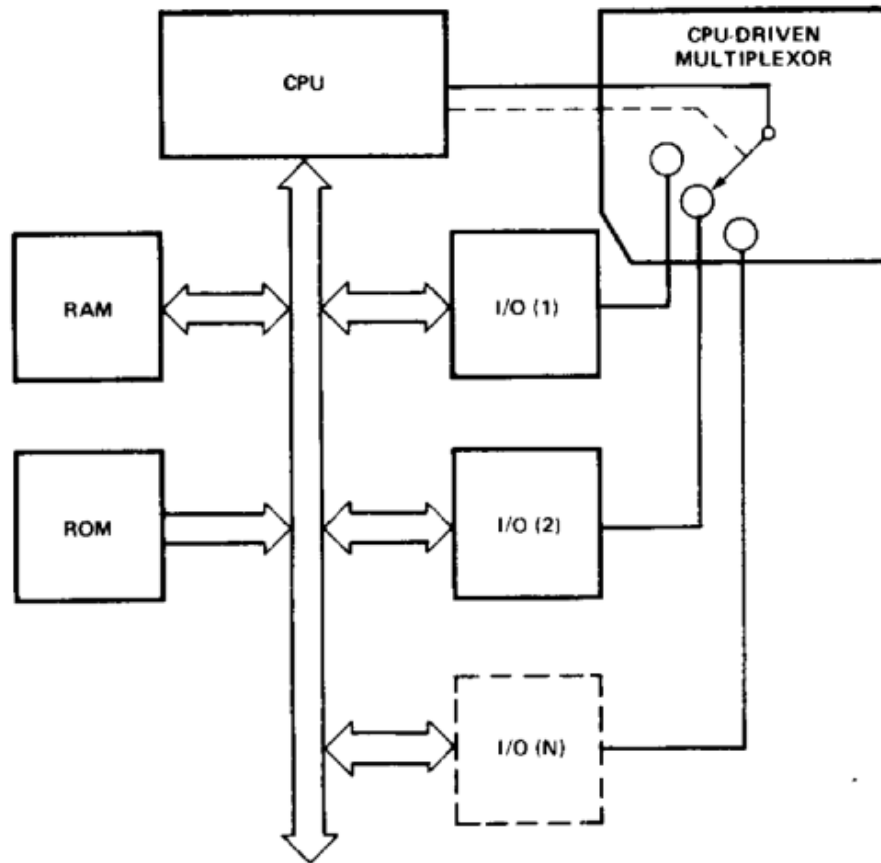 CPU-DRIVEN
MULTIPLEXOR
CPU
RAM
I/O (1)
ROM
I/O (2)
I/O (N)